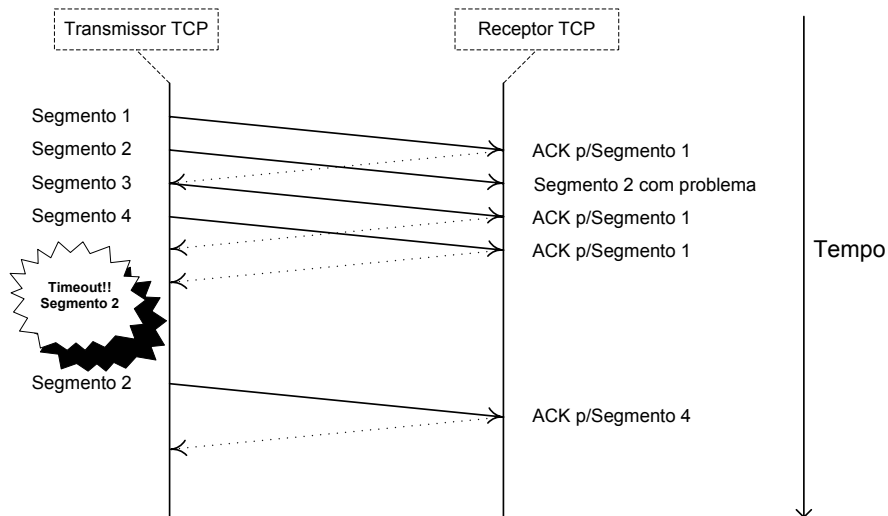 Transmissor TCP
Receptor TCP
Segmento 1
Segmento 2
ACK p/Segmento 1
Segmento 3
Segmento 2 com problema
Segmento 4
ACK p/Segmento 1
ACK p/Segmento 1
Tempo
Timeout!!
Segmento 2
Segmento 2
ACK p/Segmento 4